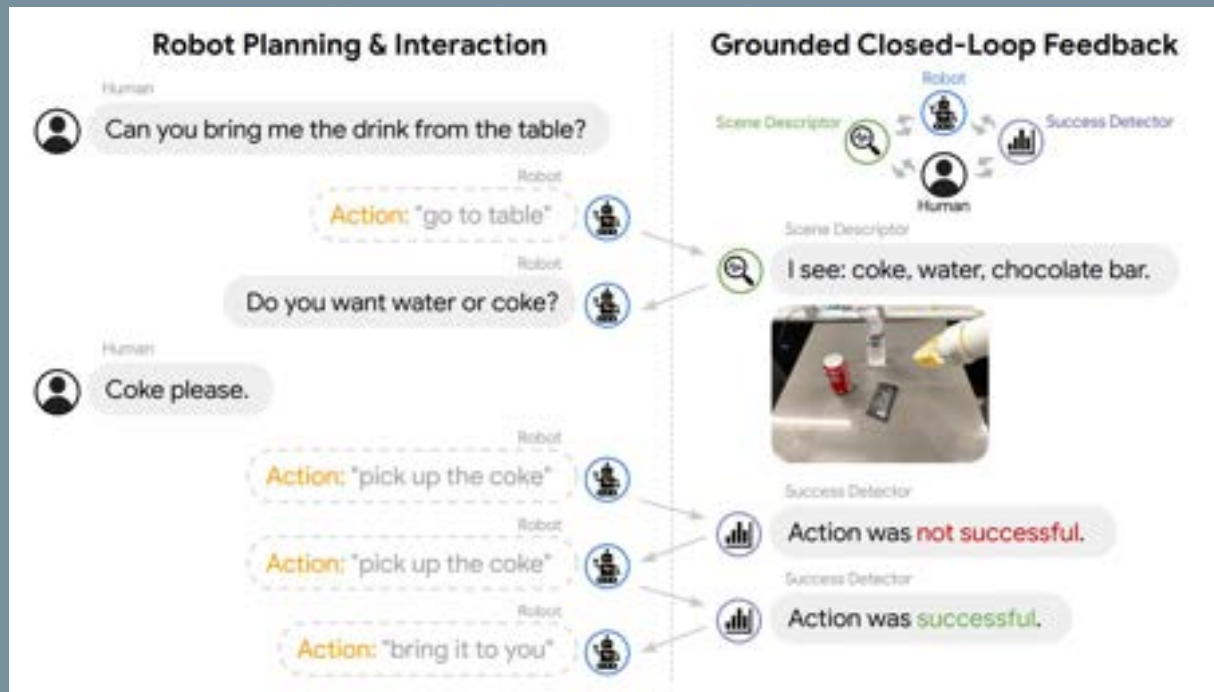 Robot Planning & Interaction
Human
Can you bring me the drink from the table?
Robot
Action: "go to table"
Robot
Do you want water or coke?
Human
Coke please.
Robot
Action: "pick up the coke"
Robot
Action: "pick up the coke"
Robot
Action: "bring it to you"
Grounded Closed-Loop Feedback
Robot
Scene Descriptor
Success Detector
Human
Scene Descriptor
I see: coke, water, chocolate bar.
Success Detector
Action was not successful.
Success Detector
Action was successful.